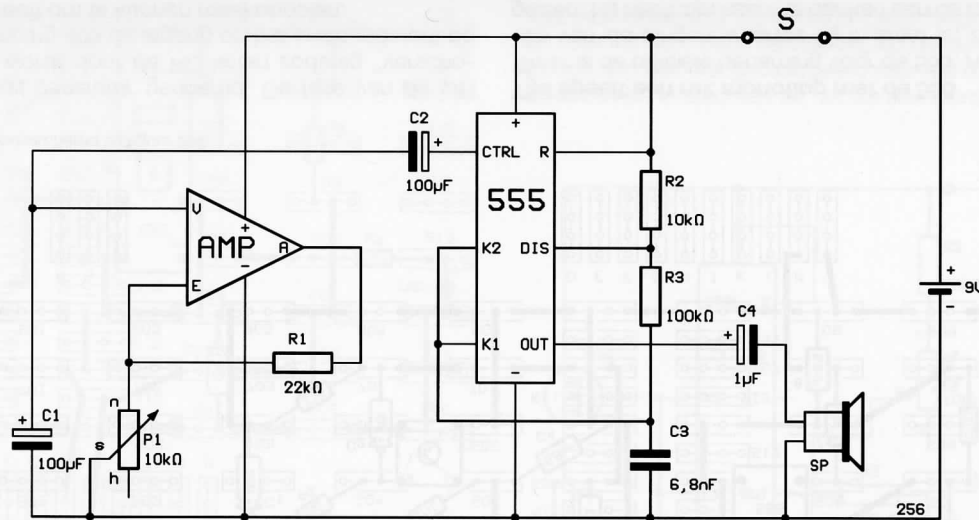 S
C2
+
100µF
+
CTRL
R
555
R2
10kΩ
V
+
AMP
A
-
E
K2
DIS
R3
100kΩ
+
9V
-
R1
22kΩ
K1
OUT
-
C4
+
1µF
n
s
P1
10kΩ
h
+
C1
100µF
C3
6,8nF
SP
256